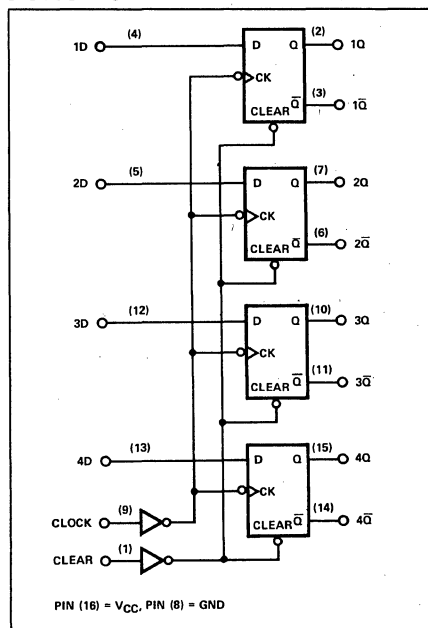 1D (4) D Q (2) 1Q
CK
CLEAR Q̅ (3) 1Q̅
2D (5) D Q (7) 2Q
CK
CLEAR Q̅ (6) 2Q̅
3D (12) D Q (10) 3Q
CK
CLEAR Q̅ (11) 3Q̅
4D (13) D Q (15) 4Q
CLOCK (9) CK
CLEAR Q̅ (14) 4Q̅
CLEAR (1)
PIN (16) = VCC, PIN (8) = GND